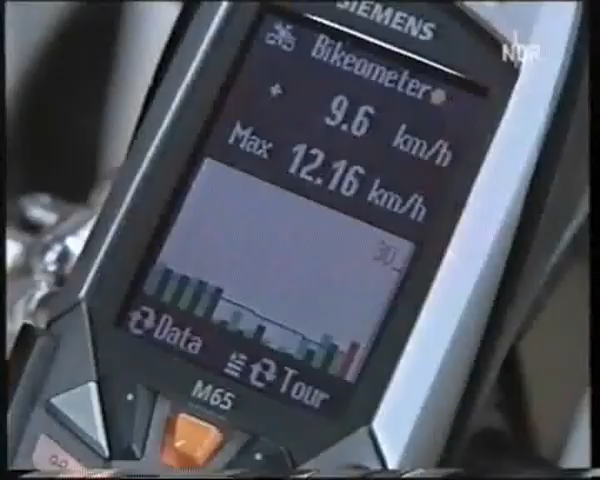 SIEMENS
NDR
Bikeometer
9.6 km/h
Max 12.16 km/h
30
Data
Tour
M65